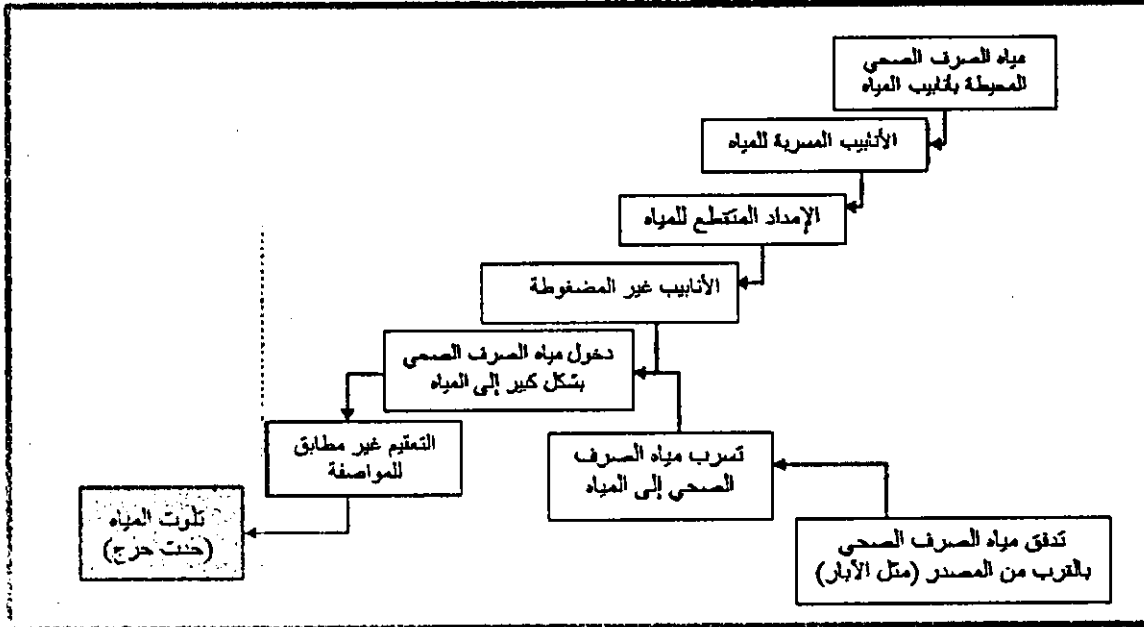 مياه الصرف الصحي
المحيطة بأنابيب المياه
الأنابيب المسربة للمياه
الإمداد المتقطع للمياه
الأنابيب غير المضغوطة
دخول مياه الصرف الصحي
بشكل كبير إلى المياه
التعقيم غير مطابق
للمواصفة
تسرب مياه الصرف
الصحي إلى المياه
تلوث المياه
(حدث حرج)
تدفق مياه الصرف الصحي
بالقرب من المصدر (مثل الآبار)